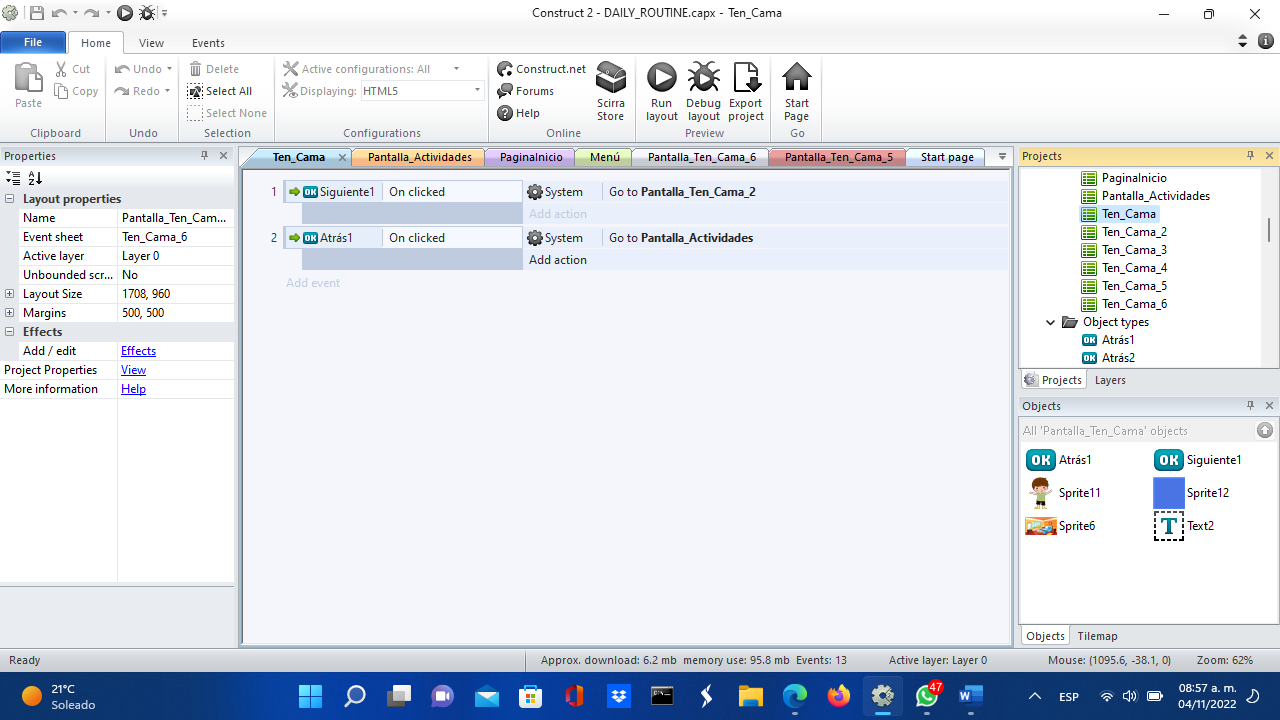 Construct 2 - DAILY_ROUTINE.capx - Ten_Cama
File Home View Events
Paste Cut Copy Clipboard
Undo Redo Undo
Delete Select All Select None Selection
Active configurations: All
Displaying: HTML5
Configurations
Construct.net Forums Help Scirra Store Online
Run layout Debug layout Export project Preview
Start Page Go
Properties
Layout properties
Name Pantalla_Ten_Cam...
Event sheet Ten_Cama_6
Active layer Layer 0
Unbounded scr... No
Layout Size 1708, 960
Margins 500, 500
Effects
Add / edit Effects
Project Properties View
More information Help
Ten_Cama Pantalla_Actividades PaginaInicio Menú Pantalla_Ten_Cama_6 Pantalla_Ten_Cama_5 Start page
1 OK Siguiente1 On clicked System Go to Pantalla_Ten_Cama_2
Add action
2 OK Atrás1 On clicked System Go to Pantalla_Actividades
Add action
Add event
Projects
PaginaInicio
Pantalla_Actividades
Ten_Cama
Ten_Cama_2
Ten_Cama_3
Ten_Cama_4
Ten_Cama_5
Ten_Cama_6
Object types
OK Atrás1
OK Atrás2
Projects Layers
Objects
All 'Pantalla_Ten_Cama' objects
OK Atrás1 OK Siguiente1
Sprite11 Sprite12
Sprite6 T Text2
Objects Tilemap
Ready Approx. download: 6.2 mb memory use: 95.8 mb Events: 13 Active layer: Layer 0 Mouse: (1095.6, -38.1, 0) Zoom: 62%
21°C
Soleado
47
W
ESP
08:57 a. m.
04/11/2022